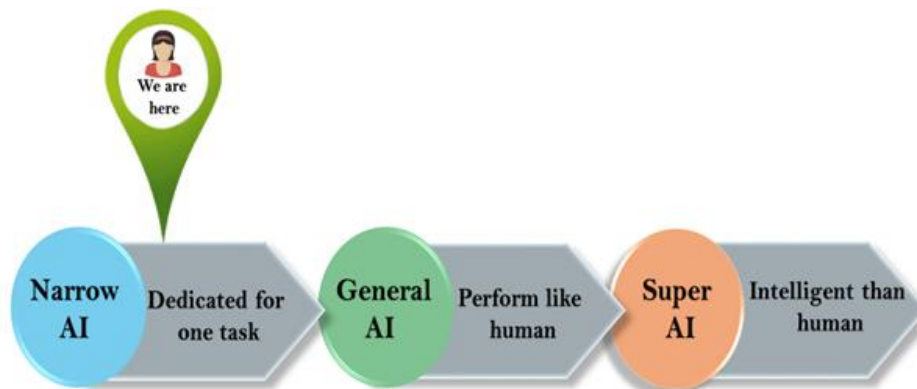 We are
here
Narrow
AI
Dedicated for
one task
General
AI
Perform like
human
Super
AI
Intelligent than
human